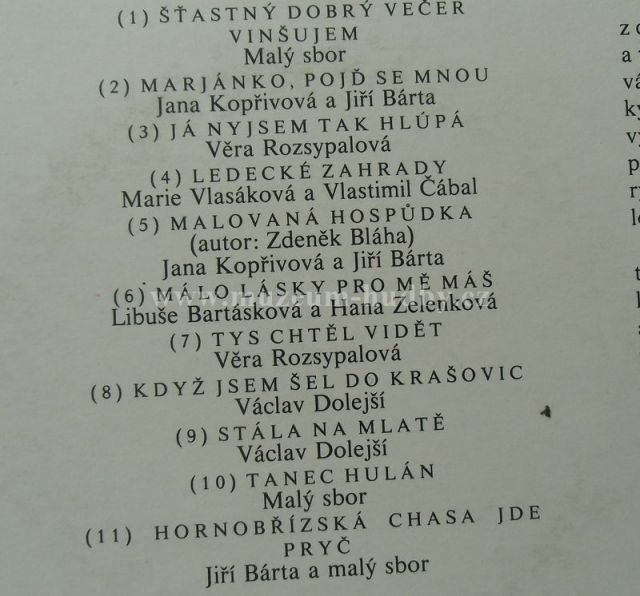 (1) ŠŤASTNÝ DOBRÝ VEČER
VINŠUJEM
Malý sbor
(2) MARJÁNKO, POJĎ SE MNOU
Jana Kopřivová a Jiří Bárta
(3) JÁ NYJSEM TAK HLÚPÁ
Věra Rozsypalová
(4) LEDECKÉ ZAHRADY
Marie Vlasáková a Vlastimil Čábal
(5) MALOVANÁ HOSPŮDKA
(autor: Zdeněk Bláha)
Jana Kopřivová a Jiří Bárta
(6) MÁLO LÁSKY PRO MĚ MÁŠ
www.muzeum-hudby.cz
Libuše Bartásková a Hana Zelenková
(7) TYS CHTĚL VIDĚT
Věra Rozsypalová
(8) KDYŽ JSEM ŠEL DO KRAŠOVIC
Václav Dolejší
(9) STÁLA NA MLATĚ
Václav Dolejší
(10) TANEC HULÁN
Malý sbor
(11) HORNOBŘÍZSKÁ CHASA JDE
PRYČ
Jiří Bárta a malý sbor